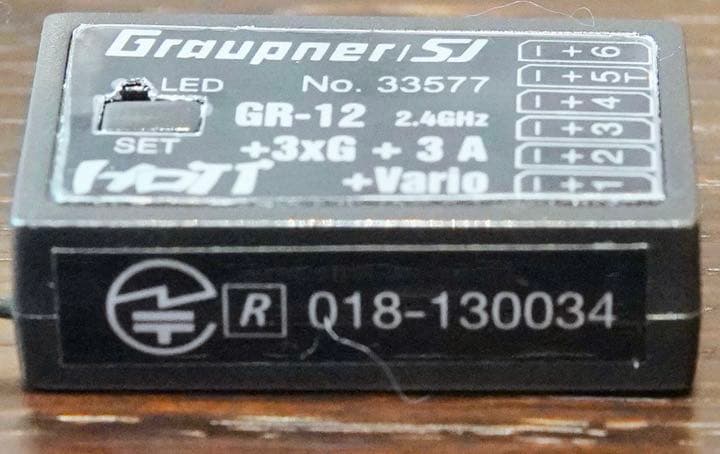 Graupner/SJ
LED
No. 33577
GR-12 2.4GHz
SET
+3xG + 3 A
HoTT
+Vario
- + 6
- + 5 T
- + 4
- + 3
- + 2
- + 1
R 018-130034